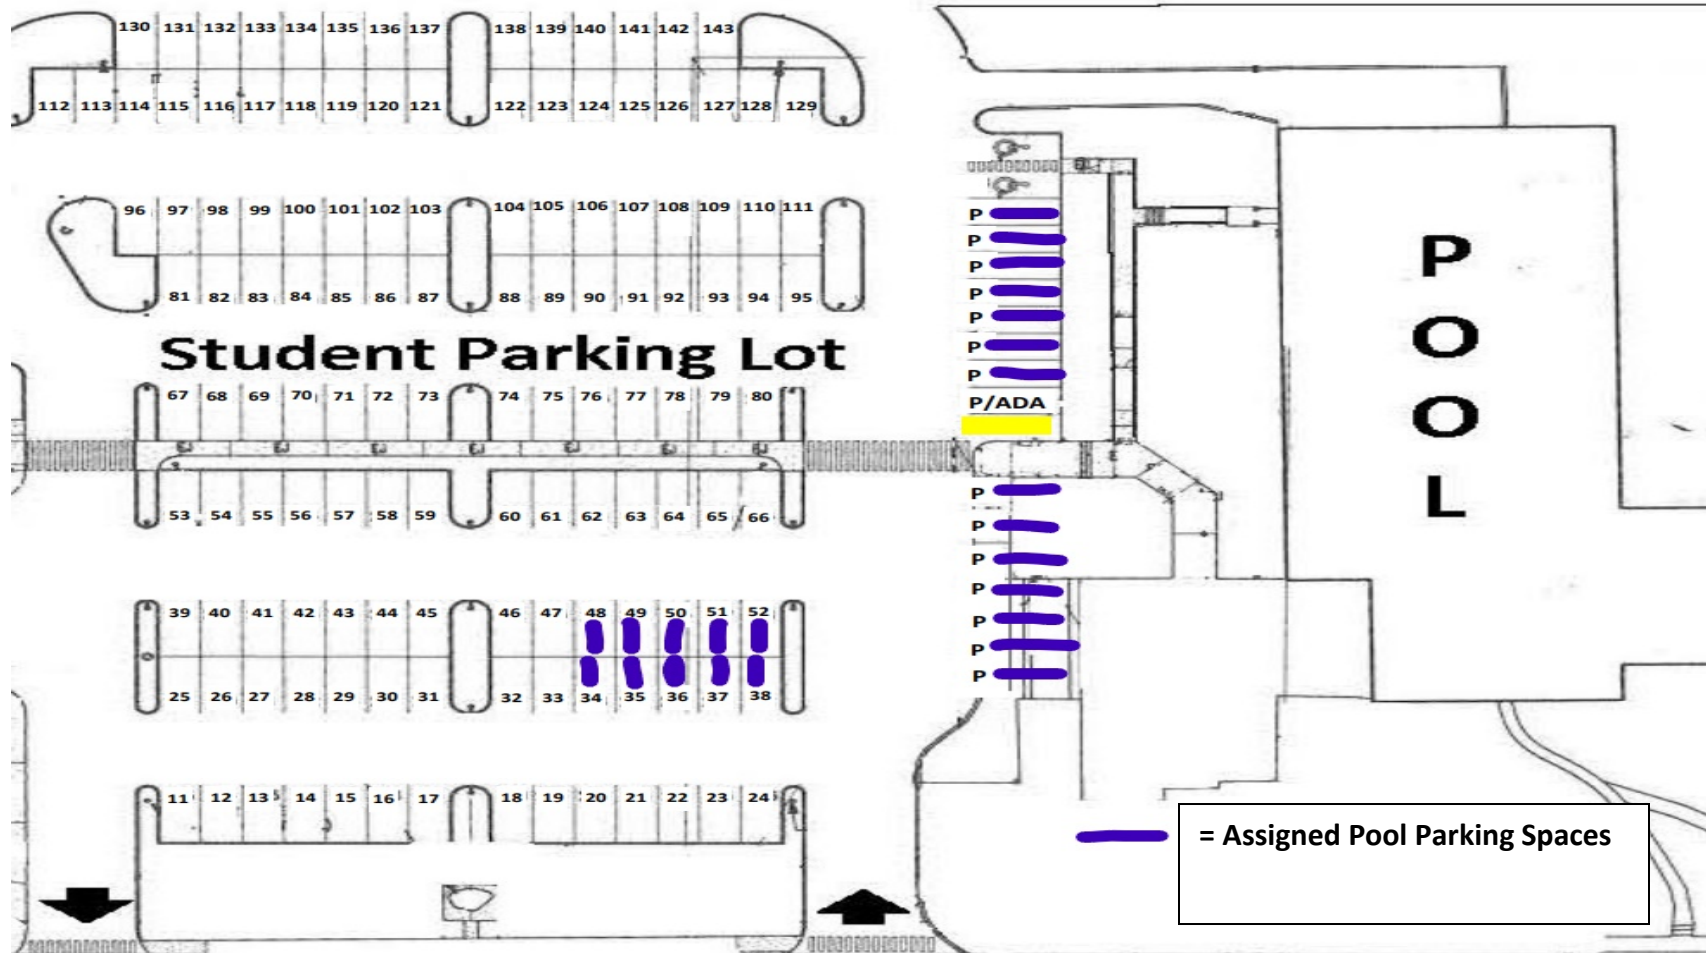 130 131 132 133 134 135 136 137 138 139 140 141 142 143
112 113 114 115 116 117 118 119 120 121 122 123 124 125 126 127 128 129
96 97 98 99 100 101 102 103 104 105 106 107 108 109 110 111
81 82 83 84 85 86 87 88 89 90 91 92 93 94 95
Student Parking Lot
67 68 69 70 71 72 73 74 75 76 77 78 79 80
53 54 55 56 57 58 59 60 61 62 63 64 65 66
39 40 41 42 43 44 45 46 47 48 49 50 51 52
25 26 27 28 29 30 31 32 33 34 35 36 37 38
11 12 13 14 15 16 17 18 19 20 21 22 23 24
P
P
P
P
P
P
P
P/ADA
P
P
P
P
P
P
P
P
O
O
L
= Assigned Pool Parking Spaces